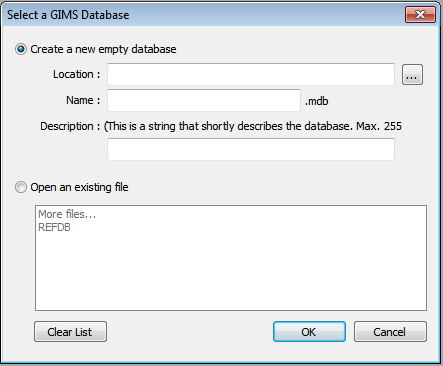 Select a GIMS Database
Create a new empty database
Location : ...
Name : .mdb
Description : (This is a string that shortly describes the database. Max. 255
Open an existing file
More files...
REFDB
Clear List OK Cancel